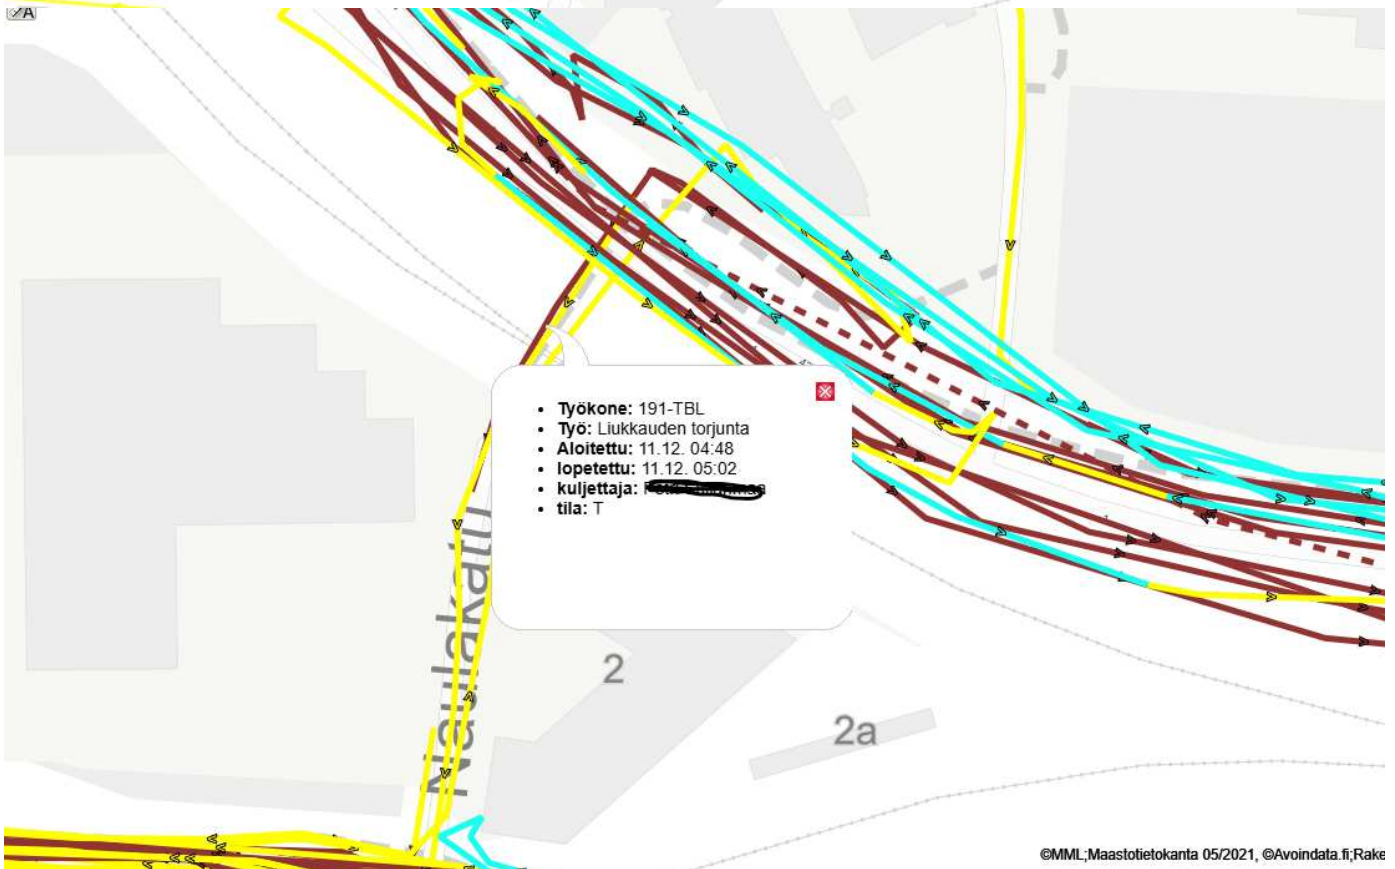 A
Työkone: 191-TBL
Työ: Liukkauden torjunta
Aloitettu: 11.12. 04:48
lopetettu: 11.12. 05:02
kuljettaja:
tila: T
Naulakatu
2
2a
©MML;Maastotietokanta 05/2021, ©Avoindata.fi;Rake